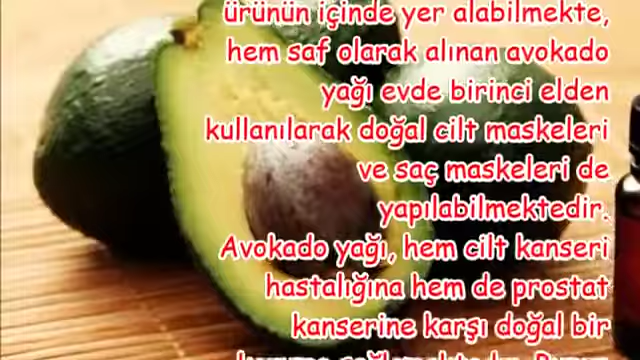 ürünün içinde yer alabilmekte,
hem saf olarak alınan avokado
yağı evde birinci elden
kullanılarak doğal cilt maskeleri
ve saç maskeleri de
yapılabilmektedir.
Avokado yağı, hem cilt kanseri
hastalığına hem de prostat
kanserine karşı doğal bir